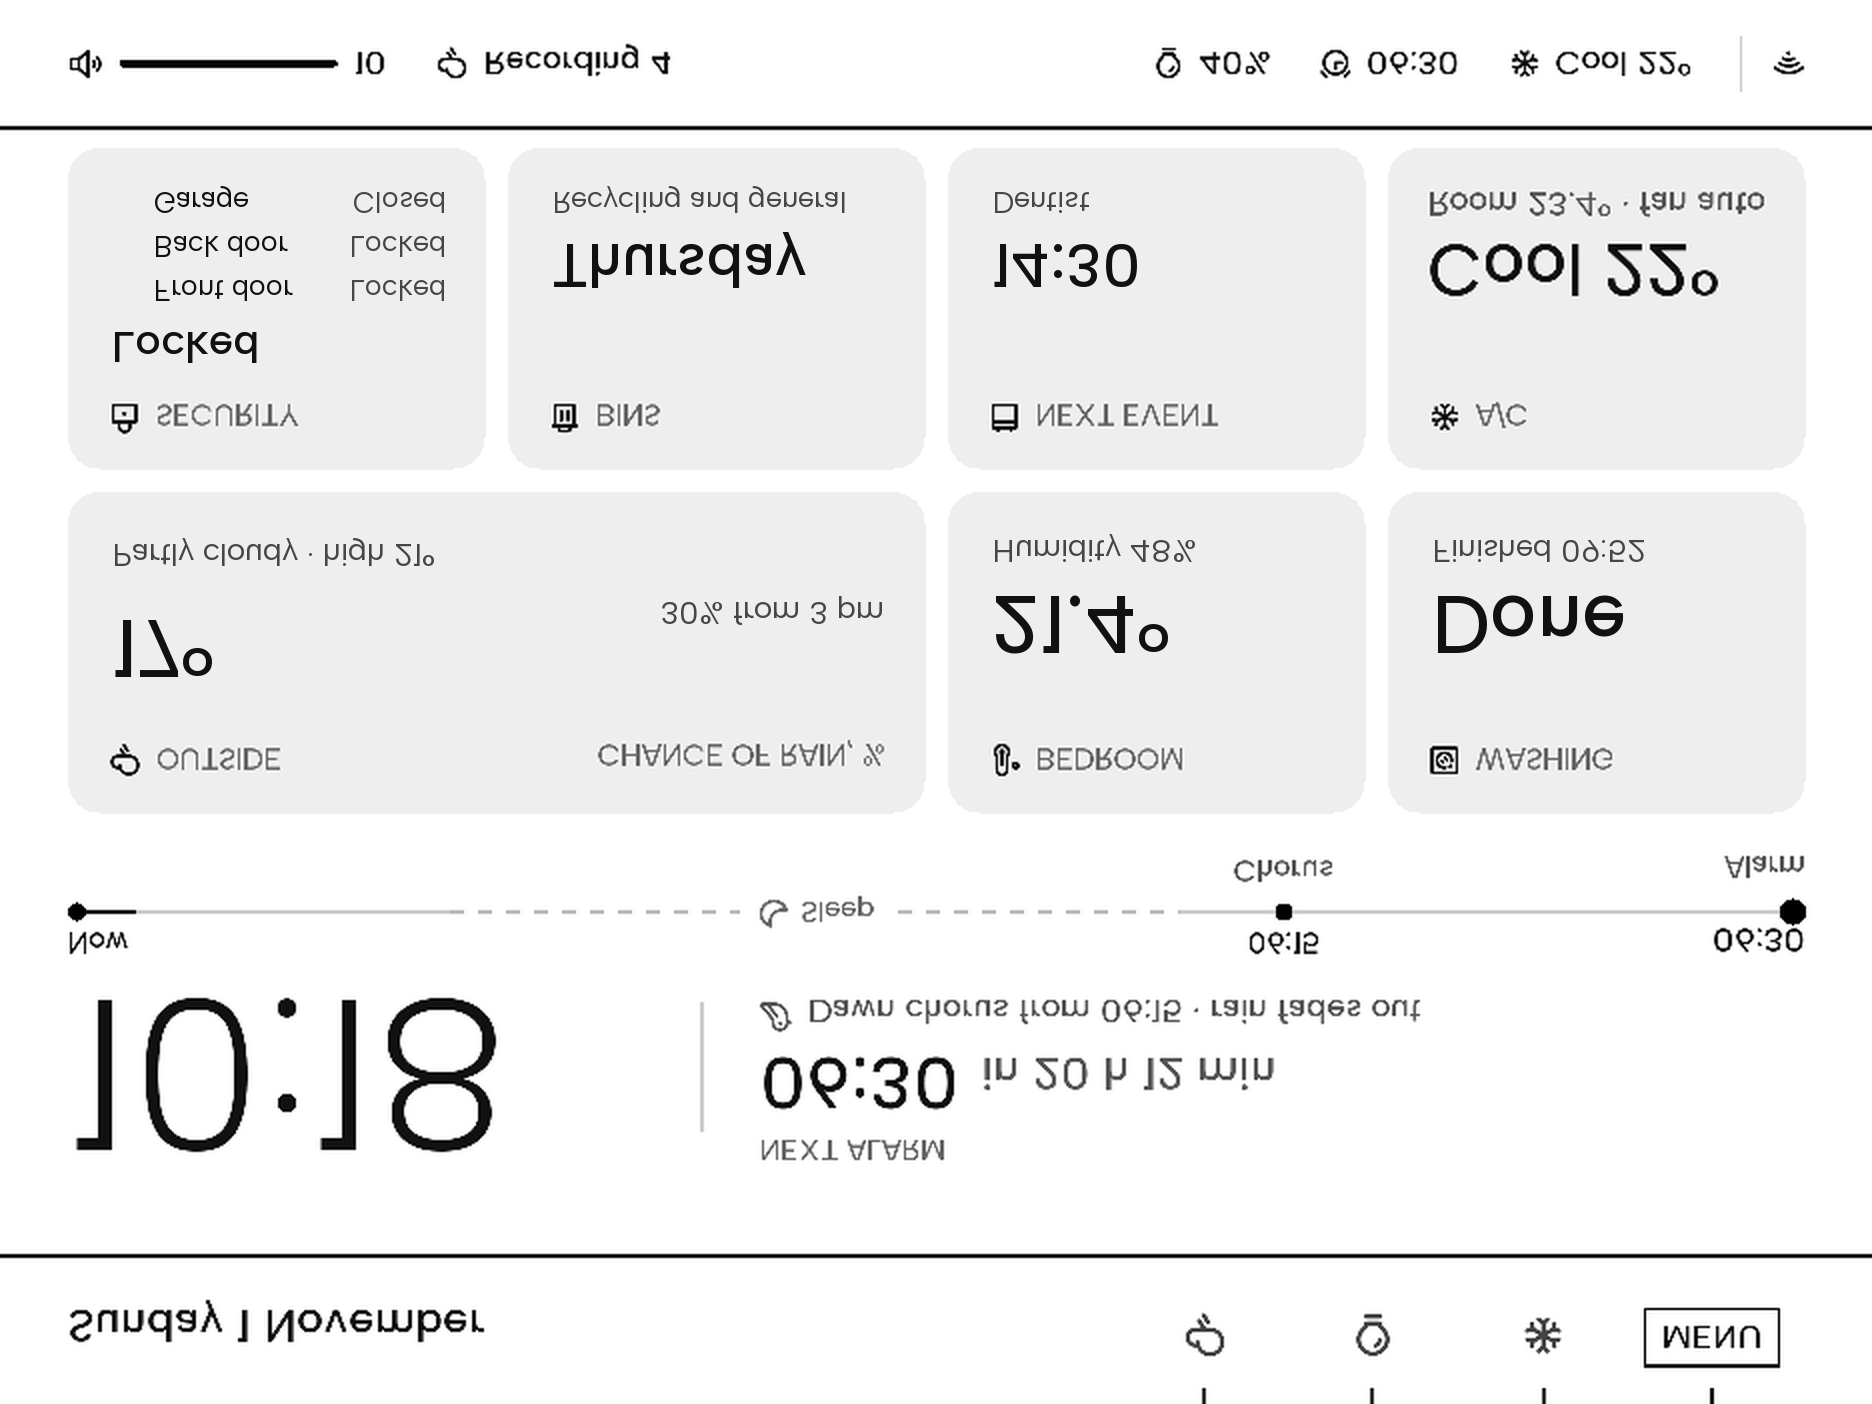 Sunday 1 November
MENU
10:18
NEXT ALARM
06:30 in 20 h 12 min
Dawn chorus from 06:15 · rain fades out
Now
06:15
06:30
Sleep
Chorus
Alarm
OUTSIDE
17°
Partly cloudy · high 21°
CHANCE OF RAIN, %
30% from 3 pm
BEDROOM
21.4°
Humidity 48%
WASHING
Done
Finished 09:52
SECURITY
Locked
Front door Locked
Back door Locked
Garage Closed
BINS
Thursday
Recycling and general
NEXT EVENT
14:30
Dentist
A/C
Cool 22°
Room 23.4° · fan auto
10
Recording 4
40%
06:30
Cool 22°